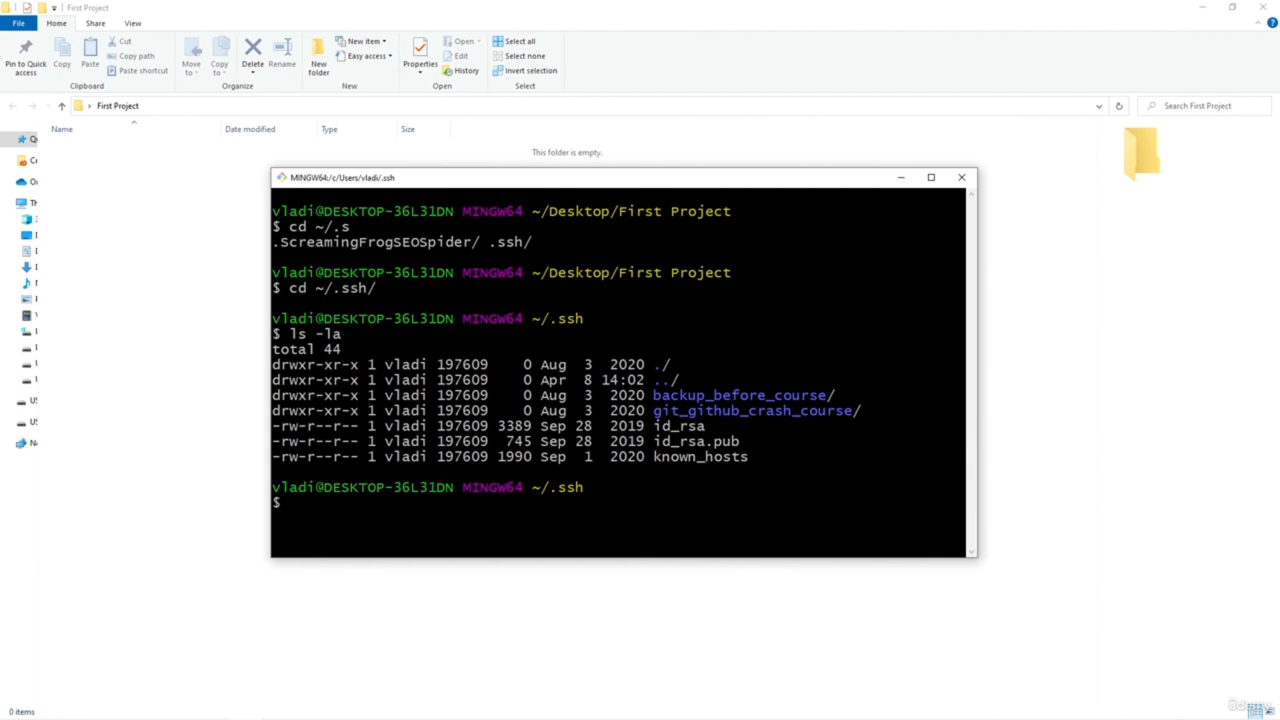 First Project
File Home Share View
Pin to Quick access
Copy
Paste
Cut
Copy path
Paste shortcut
Clipboard
Move to
Copy to
Delete
Rename
Organize
New folder
New item
Easy access
New
Properties
Open
Edit
History
Open
Select all
Select none
Invert selection
Select
First Project
Search First Project
Name Date modified Type Size
This folder is empty.
MINGW64:/c/Users/vladi/.ssh
vladi@DESKTOP-36L31DN MINGW64 ~/Desktop/First Project
$ cd ~/.s
.ScreamingFrogSEOSpider/ .ssh/
vladi@DESKTOP-36L31DN MINGW64 ~/Desktop/First Project
$ cd ~/.ssh/
vladi@DESKTOP-36L31DN MINGW64 ~/.ssh
$ ls -la
total 44
drwxr-xr-x 1 vladi 197609 0 Aug 3 2020 ./
drwxr-xr-x 1 vladi 197609 0 Apr 8 14:02 ../
drwxr-xr-x 1 vladi 197609 0 Aug 3 2020 backup_before_course/
drwxr-xr-x 1 vladi 197609 0 Aug 3 2020 git_github_crash_course/
-rw-r--r-- 1 vladi 197609 3389 Sep 28 2019 id_rsa
-rw-r--r-- 1 vladi 197609 745 Sep 28 2019 id_rsa.pub
-rw-r--r-- 1 vladi 197609 1990 Sep 1 2020 known_hosts
vladi@DESKTOP-36L31DN MINGW64 ~/.ssh
$
0 items